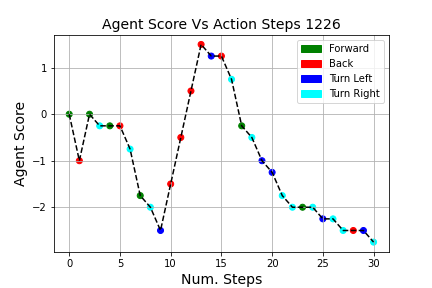 Agent Score Vs Action Steps 1226
Forward
Back
Turn Left
Turn Right
Agent Score
1
0
−1
−2
0 5 10 15 20 25 30
Num. Steps